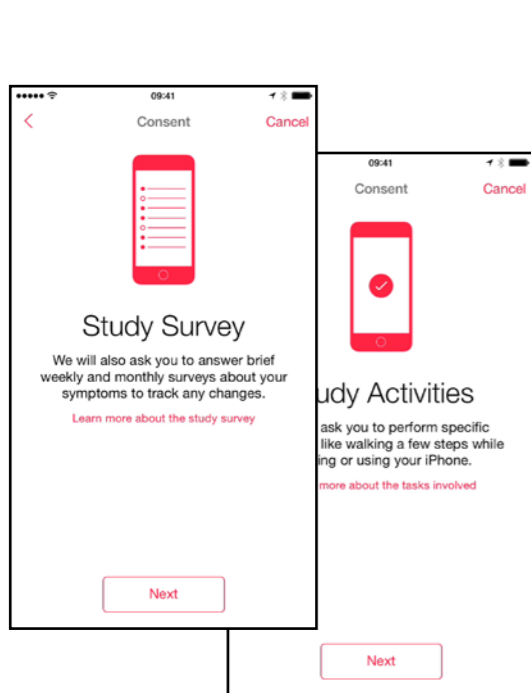 09:41
Consent
Cancel
Study Survey
We will also ask you to answer brief
weekly and monthly surveys about your
symptoms to track any changes.
Learn more about the study survey
Next
09:41
Consent
Cancel
udy Activities
ask you to perform specific
like walking a few steps while
ing or using your iPhone.
more about the tasks involved
Next